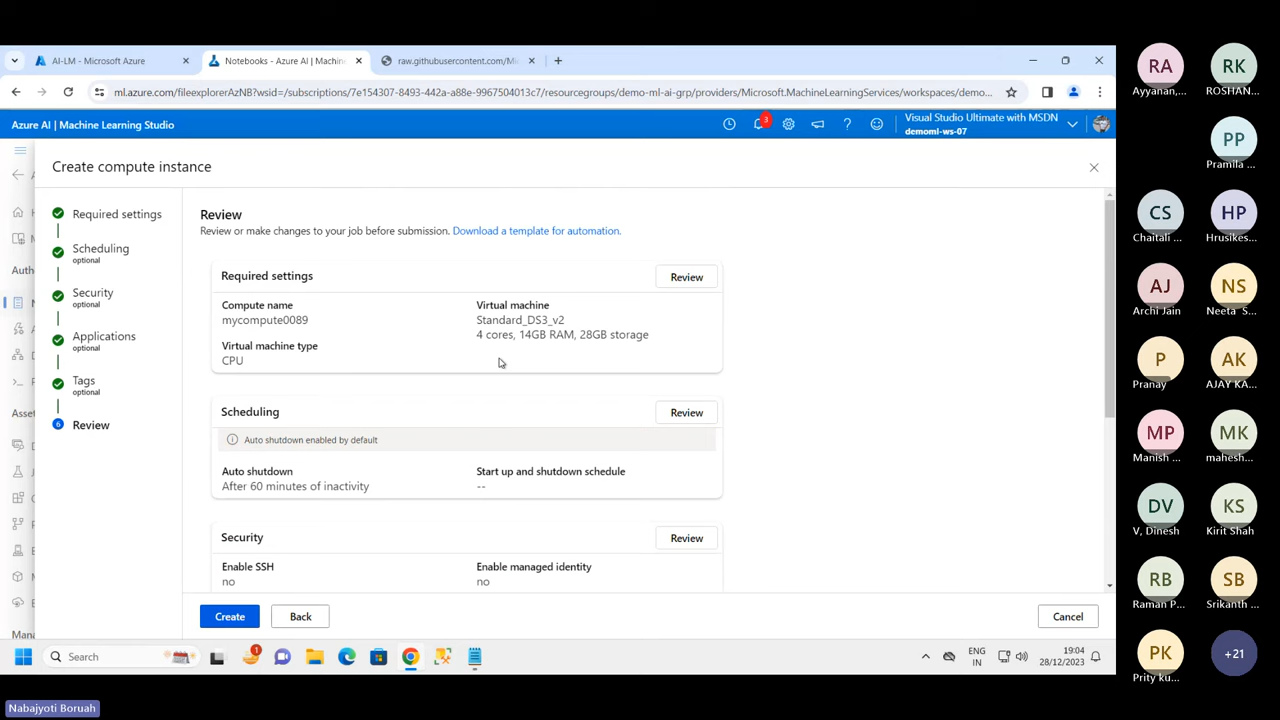 AI-LM - Microsoft Azure
Notebooks - Azure AI | Machine
raw.githubusercontent.com/Mi
ml.azure.com/fileexplorerAzNB?wsid=/subscriptions/7e154307-8493-442a-a88e-9967504013c7/resourcegroups/demo-ml-ai-grp/providers/Microsoft.MachineLearningServices/workspaces/demo...
Azure AI | Machine Learning Studio
3
Visual Studio Ultimate with MSDN
demoml-ws-07
Create compute instance
Required settings
Scheduling
optional
Security
optional
Applications
optional
Tags
optional
6
Review
Auth
Asset
Mana
Review
Review or make changes to your job before submission. Download a template for automation.
Required settings
Review
Compute name
mycompute0089
Virtual machine type
CPU
Virtual machine
Standard_DS3_v2
4 cores, 14GB RAM, 28GB storage
Scheduling
Review
Auto shutdown enabled by default
Auto shutdown
After 60 minutes of inactivity
Start up and shutdown schedule
--
Security
Review
Enable SSH
no
Enable managed identity
no
Create
Back
Cancel
Search
1
ENG
IN
19:04
28/12/2023
RA
Ayyanan,...
RK
ROSHAN...
PP
Pramila ...
CS
Chaitali ...
HP
Hrusikes...
AJ
Archi Jain
NS
Neeta S...
P
Pranay
AK
AJAY KA...
MP
Manish ...
MK
mahesh...
DV
V, Dinesh
KS
Kirit Shah
RB
Raman P...
SB
Srikanth ...
PK
Prity ku...
+21
Nabajyoti Boruah